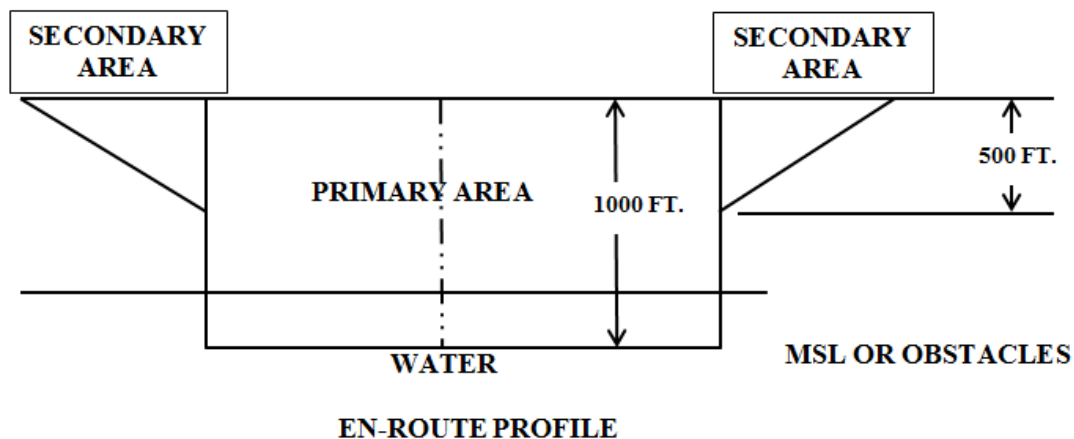 SECONDARY
AREA
SECONDARY
AREA
500 FT.
PRIMARY AREA
1000 FT.
WATER
MSL OR OBSTACLES
EN-ROUTE PROFILE